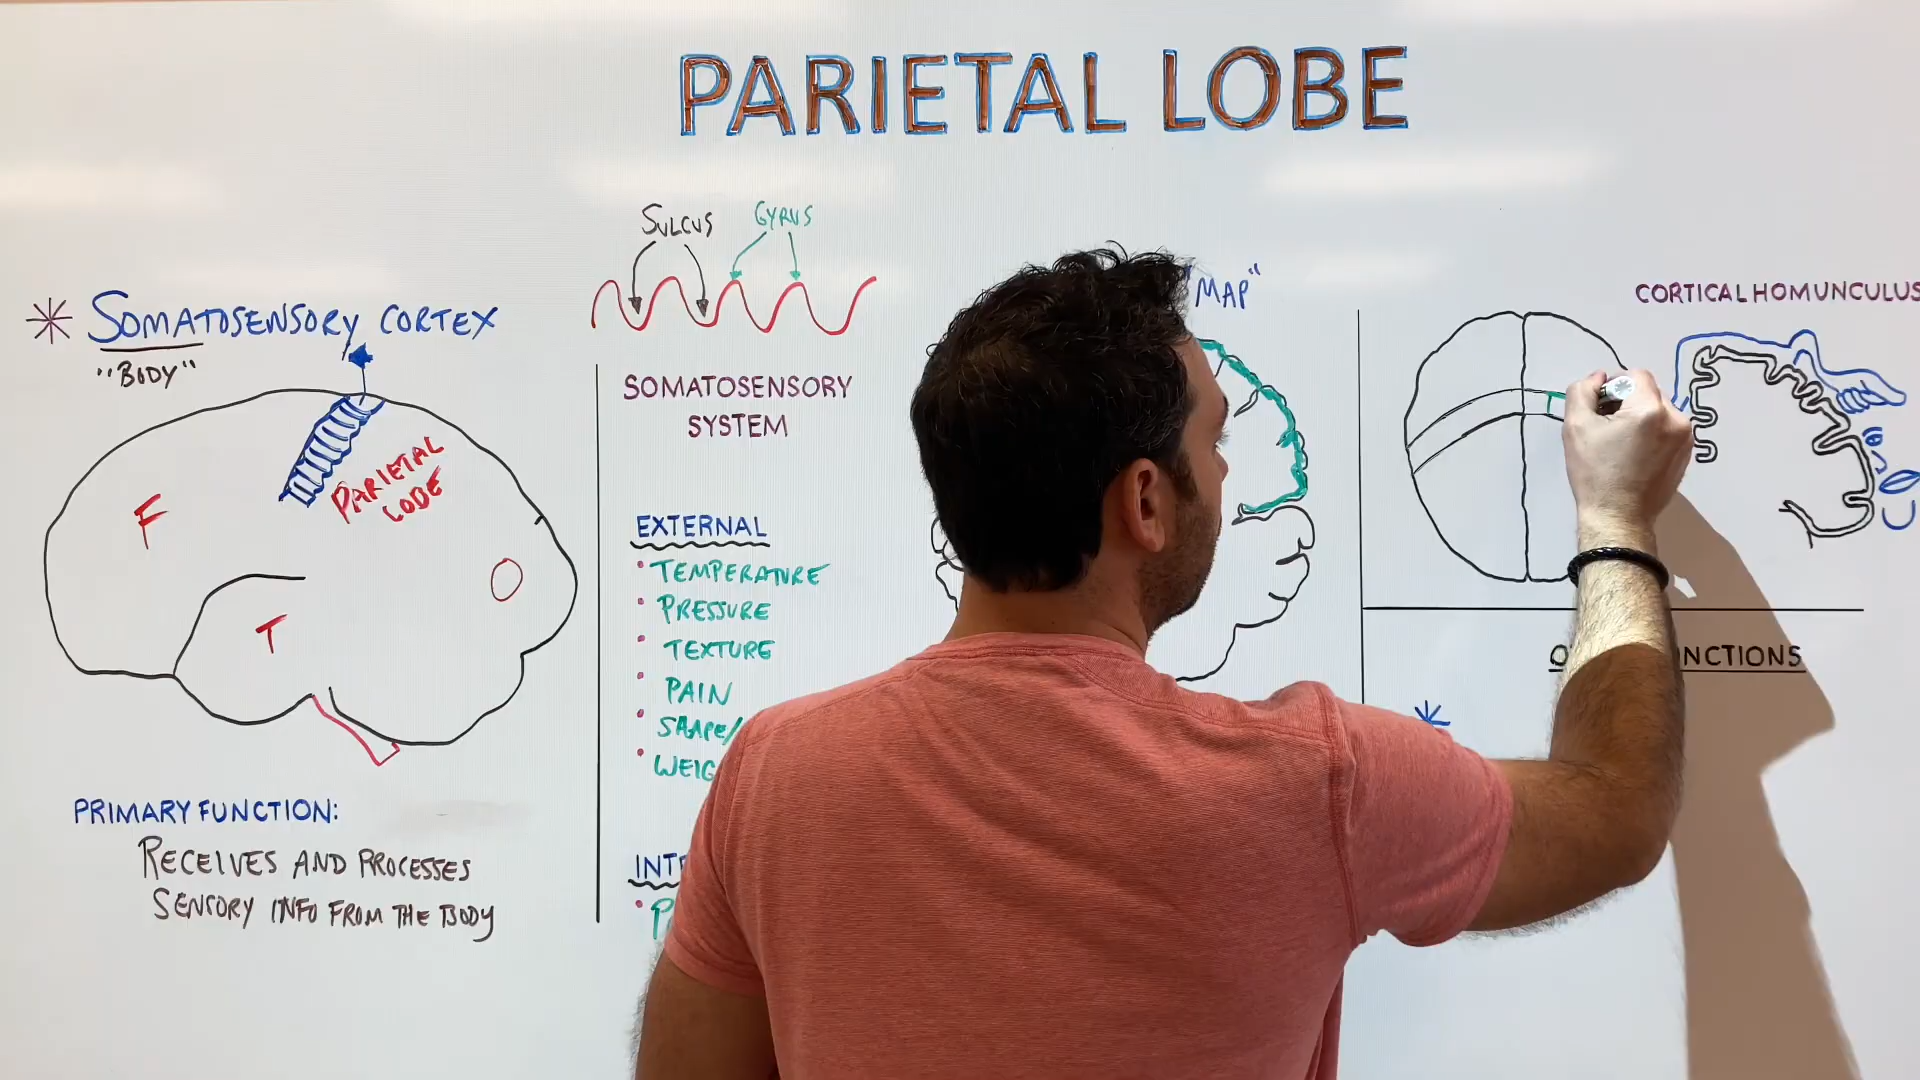 PARIETAL LOBE
SULCUS GYRUS
SOMATOSENSORY CORTEX
"BODY"
F
PARIETAL
LOBE
T
PRIMARY FUNCTION:
RECEIVES AND PROCESSES
SENSORY INFO FROM THE BODY
SOMATOSENSORY
SYSTEM
EXTERNAL
TEMPERATURE
PRESSURE
TEXTURE
PAIN
"MAP"
CORTICAL HOMUNCULUS